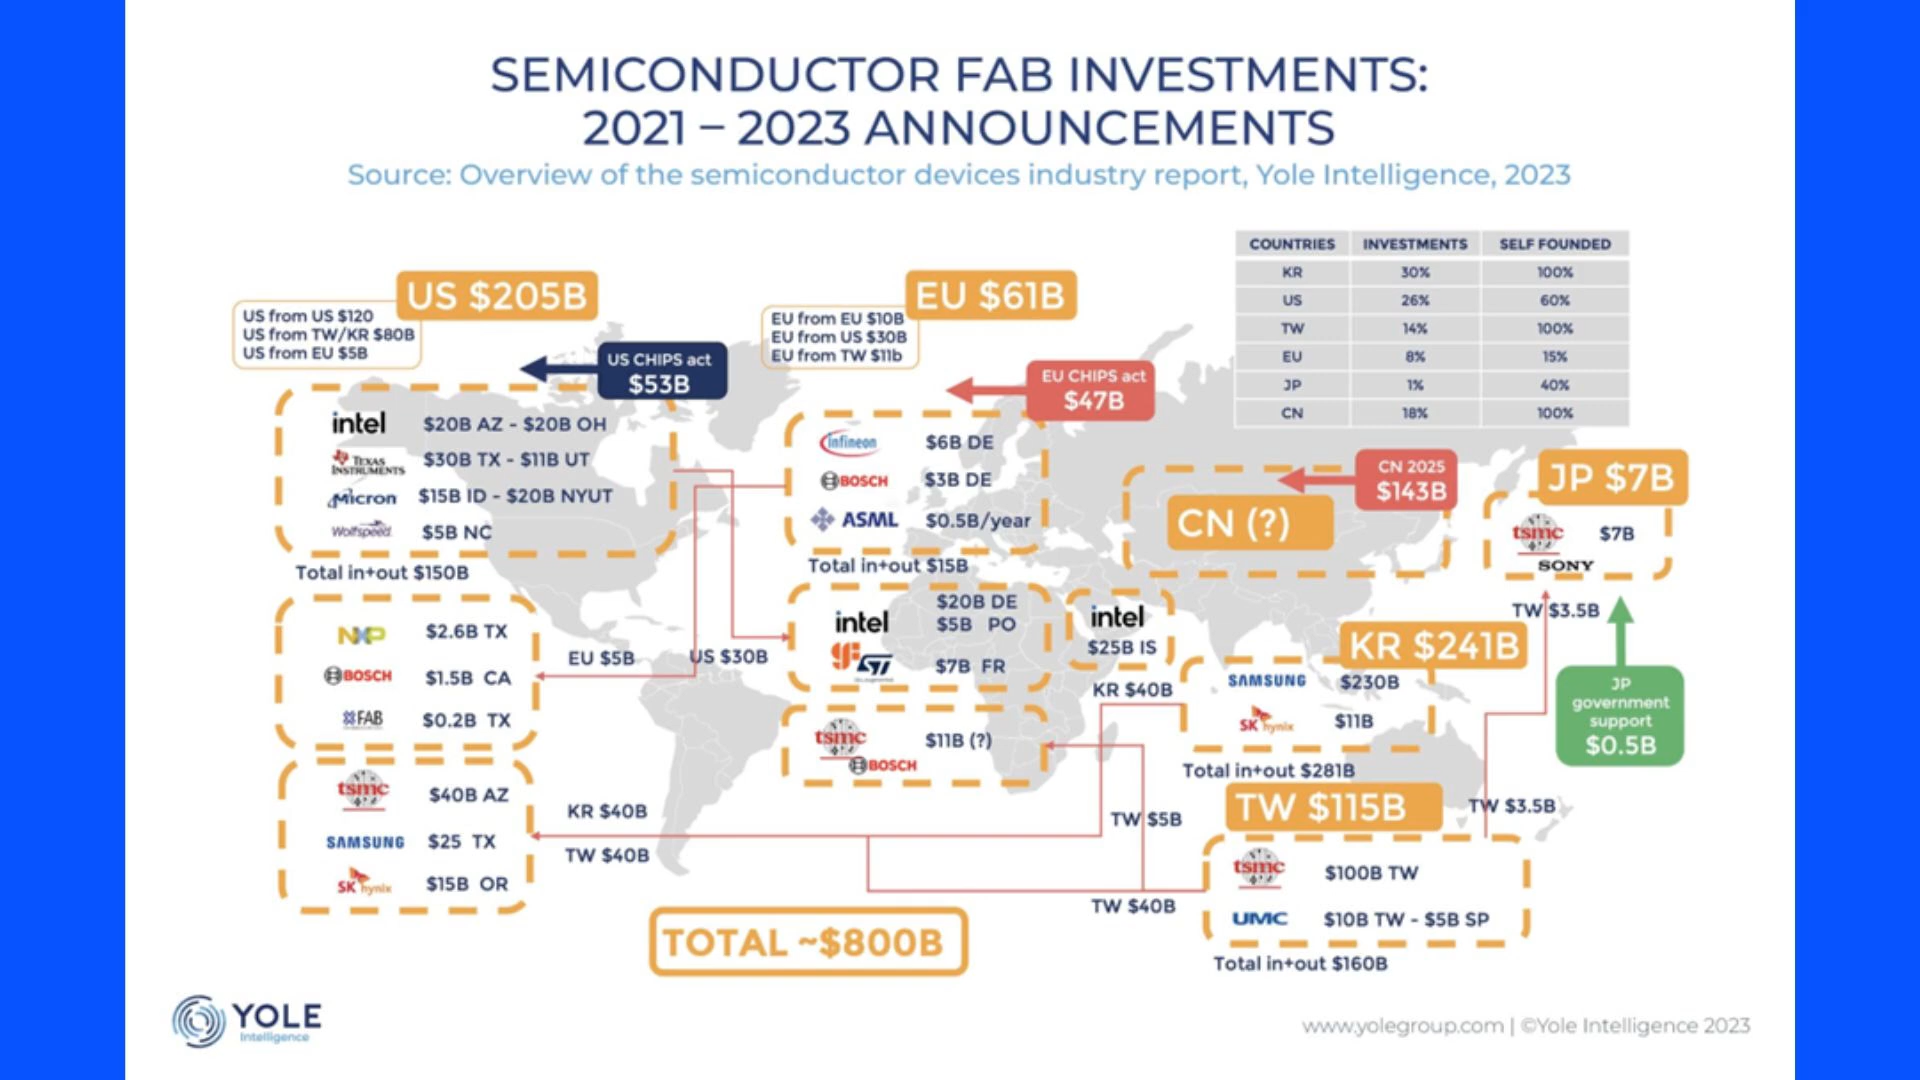 SEMICONDUCTOR FAB INVESTMENTS:
2021 – 2023 ANNOUNCEMENTS
Source: Overview of the semiconductor devices industry report, Yole Intelligence, 2023
COUNTRIES INVESTMENTS SELF FOUNDED
KR 30% 100%
US 26% 60%
TW 14% 100%
EU 8% 15%
JP 1% 40%
CN 18% 100%
US $205B
US from US $120
US from TW/KR $80B
US from EU $5B
US CHIPS act
$53B
intel $20B AZ - $20B OH
TEXAS INSTRUMENTS $30B TX - $11B UT
Micron $15B ID - $20B NYUT
Wolfspeed $5B NC
Total in+out $150B
NXP $2.6B TX
BOSCH $1.5B CA
FAB $0.2B TX
tsmc $40B AZ
SAMSUNG $25 TX
SK hynix $15B OR
EU $5B
US $30B
KR $40B
TW $40B
EU $61B
EU from EU $10B
EU from US $30B
EU from TW $11b
EU CHIPS act
$47B
infineon $6B DE
BOSCH $3B DE
ASML $0.5B/year
Total in+out $15B
intel $20B DE
$5B PO
GF ST $7B FR
tsmc $11B (?)
BOSCH
intel
$25B IS
CN 2025
$143B
CN (?)
JP $7B
tsmc $7B
SONY
TW $3.5B
JP
government
support
$0.5B
KR $241B
SAMSUNG $230B
SK hynix $11B
KR $40B
Total in+out $281B
TW $115B
TW $5B
TW $3.5B
tsmc $100B TW
UMC $10B TW - $5B SP
TW $40B
Total in+out $160B
TOTAL ~$800B
YOLE
Intelligence
www.yolegroup.com | ©Yole Intelligence 2023